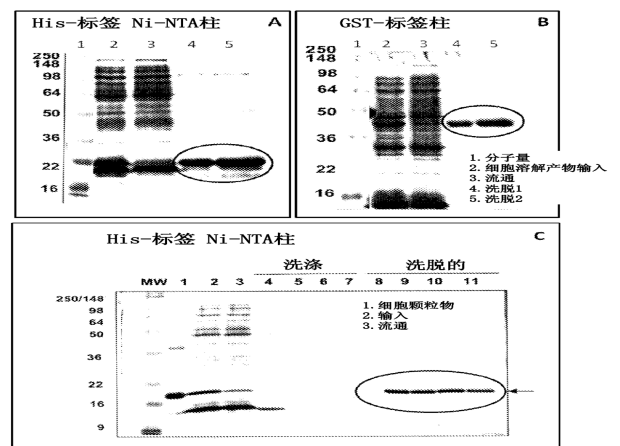 His-标签 Ni-NTA柱 A
1 2 3 4 5
250
148
98
64
50
36
22
16
GST-标签柱 B
1 2 3 4 5
250
148
98
64
50
36
22
16
1. 分子量
2. 细胞溶解产物输入
3. 流通
4. 洗脱1
5. 洗脱2
His-标签 Ni-NTA柱 C
洗涤 洗脱的
MW 1 2 3 4 5 6 7 8 9 10 11
250/148
98
64
50
36
22
16
9
1. 细胞颗粒物
2. 输入
3. 流通